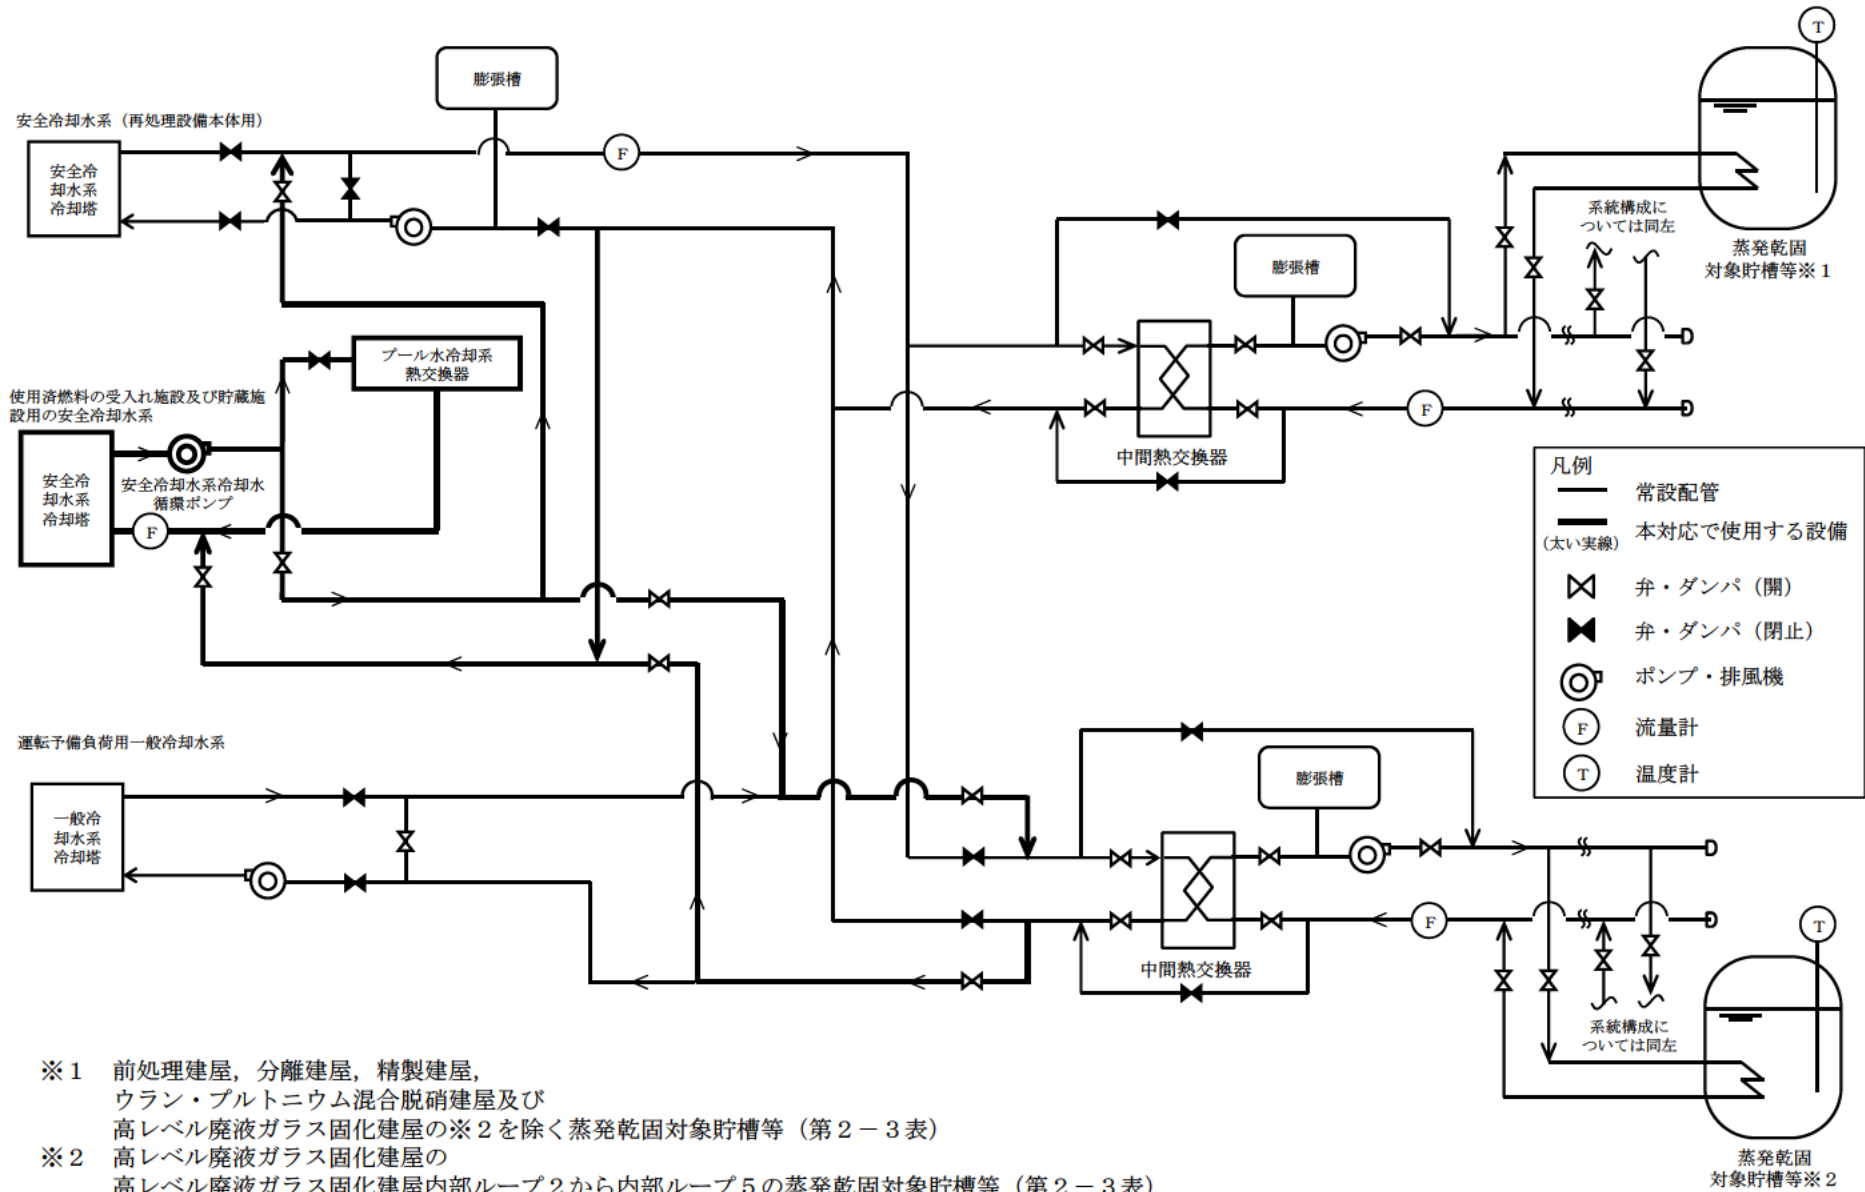 膨張槽
T
安全冷却水系（再処理設備本体用）
安全冷
却水系
冷却塔
F
系統構成に
ついては同左
蒸発乾固
対象貯槽等※１
膨張槽
プール水冷却系
熱交換器
使用済燃料の受入れ施設及び貯蔵施
設用の安全冷却水系
安全冷
却水系
冷却塔
安全冷却水系冷却水
循環ポンプ
F
F
中間熱交換器
凡例
常設配管
本対応で使用する設備
(太い実線)
弁・ダンパ（開）
弁・ダンパ（閉止）
ポンプ・排風機
F 流量計
T 温度計
運転予備負荷用一般冷却水系
一般冷
却水系
冷却塔
膨張槽
F
T
中間熱交換器
系統構成に
ついては同左
蒸発乾固
対象貯槽等※２
※１ 前処理建屋，分離建屋，精製建屋，
ウラン・プルトニウム混合脱硝建屋及び
高レベル廃液ガラス固化建屋の※２を除く蒸発乾固対象貯槽等（第２－３表）
※２ 高レベル廃液ガラス固化建屋の
高レベル廃液ガラス固化建屋内部ループ２から内部ループ５の蒸発乾固対象貯槽等（第２－３表）